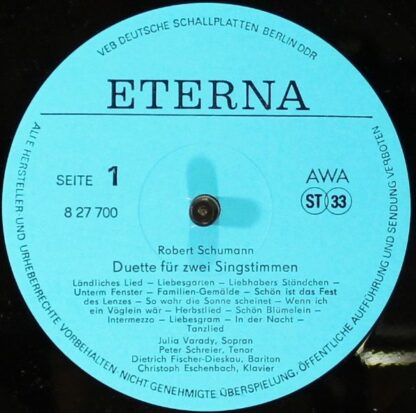 VEB DEUTSCHE SCHALLPLATTEN BERLIN DDR
ETERNA
SEITE 1
AWA
8 27 700
ST 33
Robert Schumann
Duette für zwei Singstimmen
Ländliches Lied – Liebesgarten – Liebhabers Ständchen –
Unterm Fenster – Familien-Gemälde – Schön ist das Fest
des Lenzes – So wahr die Sonne scheinet – Wenn ich
ein Vöglein wär – Herbstlied – Schön Blümelein –
Intermezzo – Liebesgram – In der Nacht –
Tanzlied
Julia Varady, Sopran
Peter Schreier, Tenor
Dietrich Fischer-Dieskau, Bariton
Christoph Eschenbach, Klavier
ALLE HERSTELLER UND URHEBERRECHTE VORBEHALTEN NICHT GENEHMIGTE ÜBERSPIELUNG, ÖFFENTLICHE AUFFÜHRUNG UND SENDUNG VERBOTEN